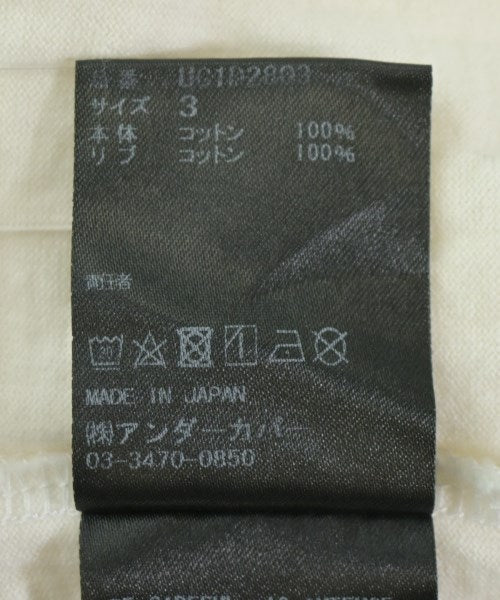 品番 UC1D2803
サイズ 3
本体 コットン 100%
リブ コットン 100%
責任者
MADE IN JAPAN
㈱アンダーカバー
03-3470-0850